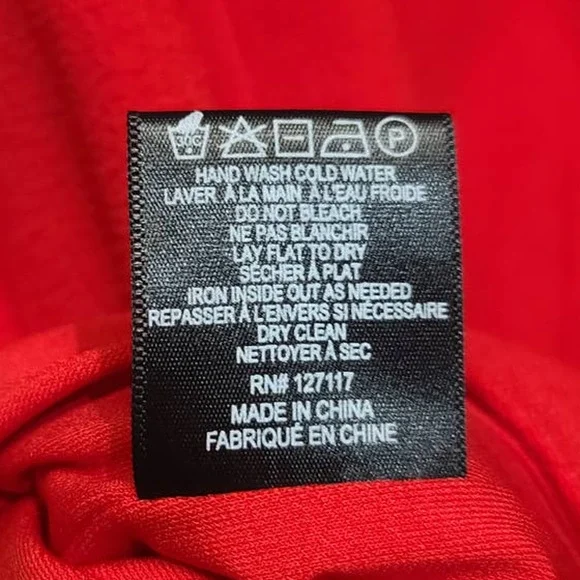 30C
P
HAND WASH COLD WATER
LAVER À LA MAIN À L'EAU FROIDE
DO NOT BLEACH
NE PAS BLANCHIR
LAY FLAT TO DRY
SÉCHER À PLAT
IRON INSIDE OUT AS NEEDED
REPASSER À L'ENVERS SI NÉCESSAIRE
DRY CLEAN
NETTOYER À SEC
RN# 127117
MADE IN CHINA
FABRIQUÉ EN CHINE